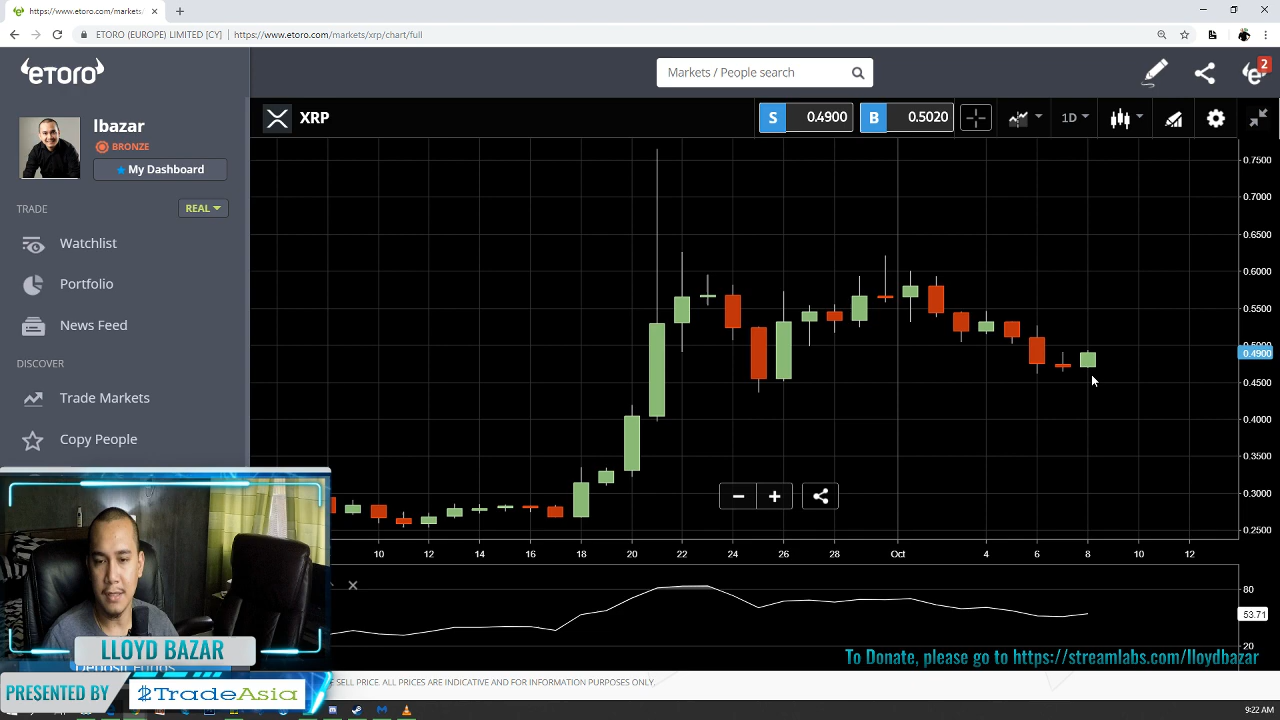 https://www.etoro.com/markets/x
ETORO (EUROPE) LIMITED [CY]
https://www.etoro.com/markets/xrp/chart/full
eTORO
Markets / People search
2
lbazar
BRONZE
My Dashboard
TRADE
REAL
Watchlist
Portfolio
News Feed
DISCOVER
Trade Markets
Copy People
XRP
S 0.4900
B 0.5020
1D
0.7500
0.7000
0.6500
0.6000
0.5500
0.5000
0.4900
0.4500
0.4000
0.3500
0.3000
0.2500
10 12 14 16 18 20 22 24 26 28 Oct 4 6 8 10 12
80
53.71
20
LLOYD BAZAR
Deposit Funds
PRESENTED BY
$TradeAsia
To Donate, please go to https://streamlabs.com/lloydbazar
SELL PRICE. ALL PRICES ARE INDICATIVE AND FOR INFORMATION PURPOSES ONLY.
9:22 AM